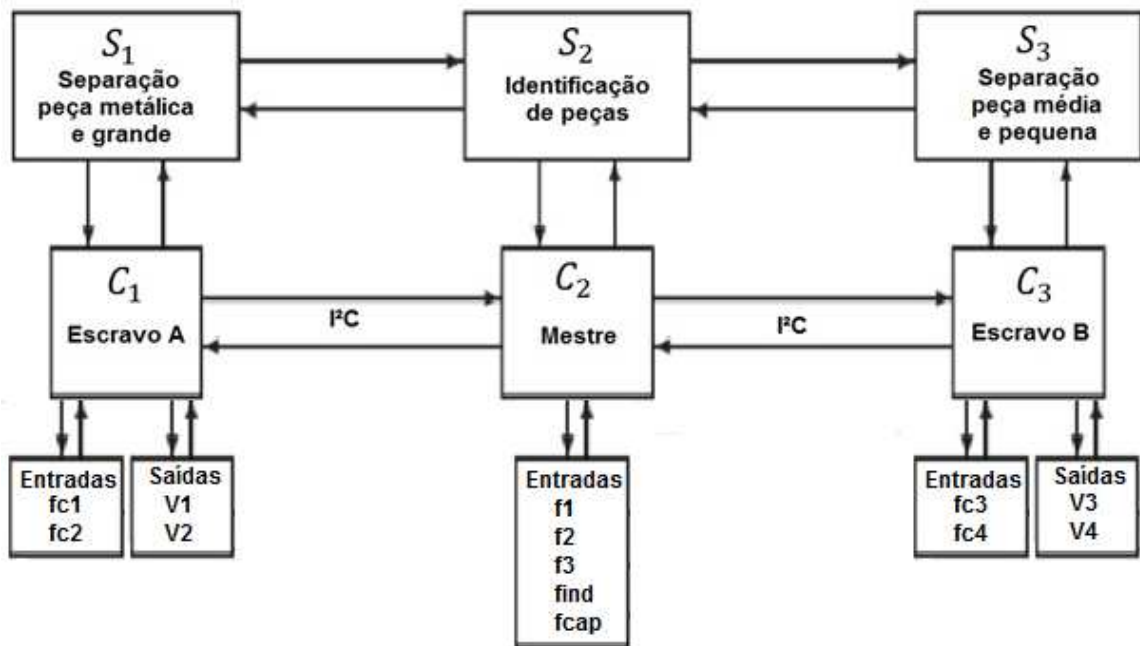 S₁
Separação
peça metálica
e grande
S₂
Identificação
de peças
S₃
Separação
peça média
e pequena
C₁
Escravo A
I²C
C₂
Mestre
I²C
C₃
Escravo B
Entradas
fc1
fc2
Saídas
V1
V2
Entradas
f1
f2
f3
find
fcap
Entradas
fc3
fc4
Saídas
V3
V4